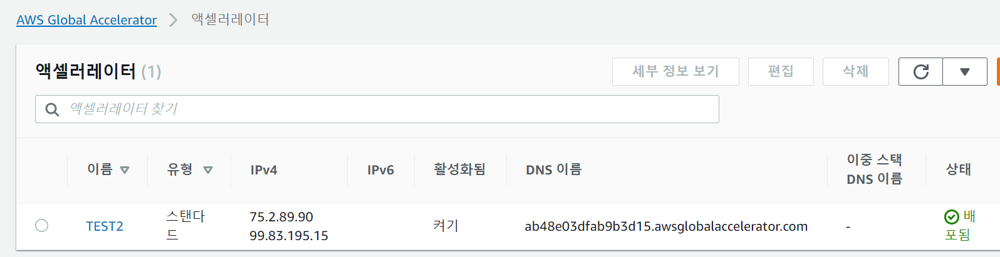 AWS Global Accelerator > 액셀러레이터
액셀러레이터 (1)
세부 정보 보기 편집 삭제
액셀러레이터 찾기
이름 유형 IPv4 IPv6 활성화됨 DNS 이름 이중 스택 DNS 이름 상태
TEST2
스탠다
드
75.2.89.90
99.83.195.15
켜기
ab48e03dfab9b3d15.awsglobalaccelerator.com
-
배
포됨